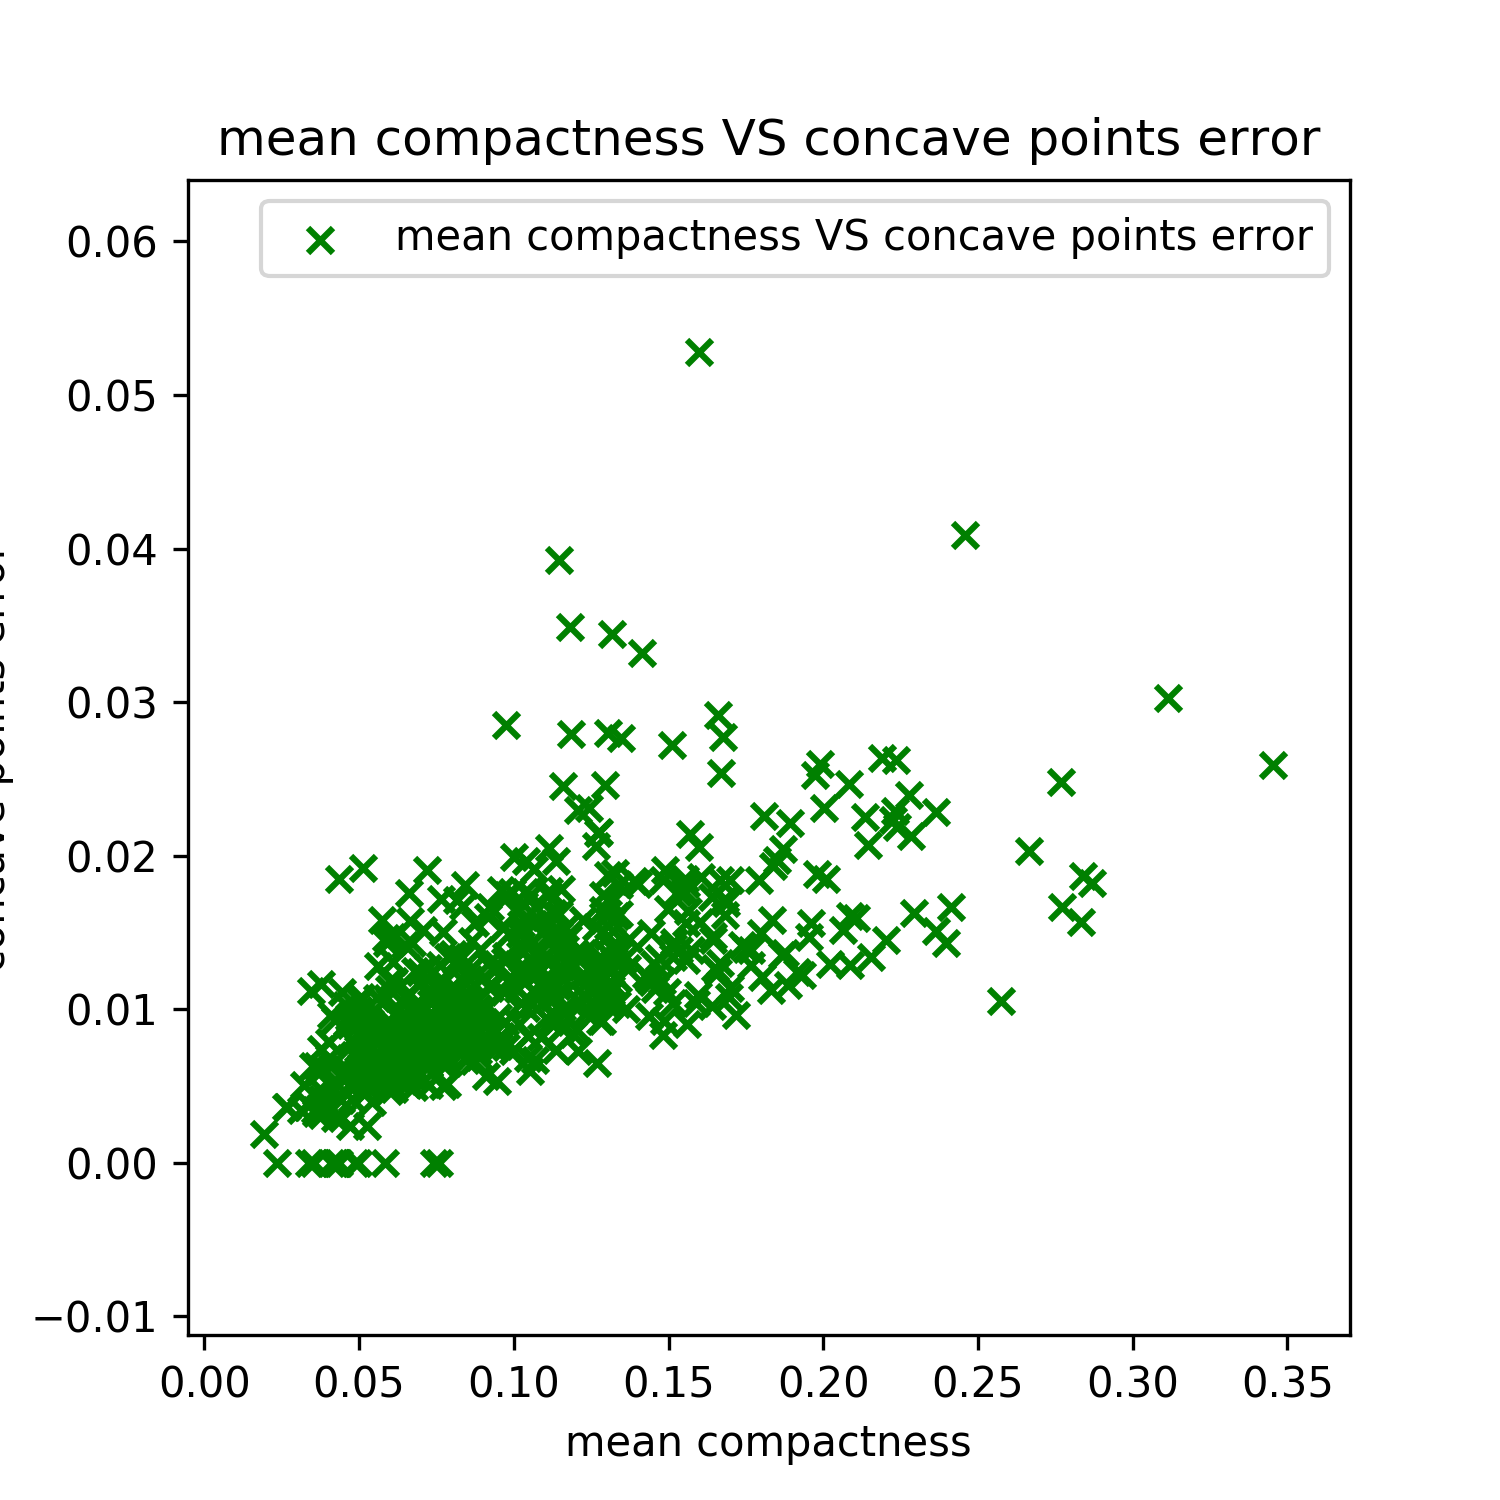 mean compactness VS concave points error
mean compactness VS concave points error
0.06
0.05
0.04
0.03
0.02
0.01
0.00
−0.01
0.00 0.05 0.10 0.15 0.20 0.25 0.30 0.35
mean compactness